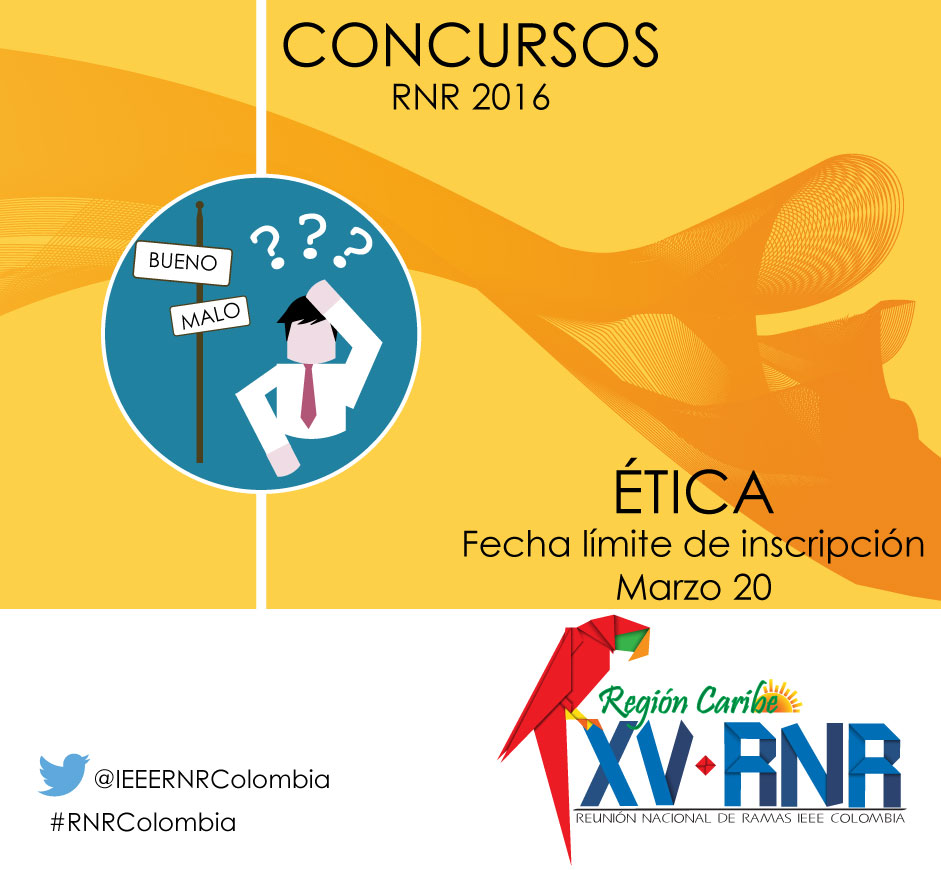 CONCURSOS
RNR 2016
? ? ?
BUENO
MALO
ÉTICA
Fecha límite de inscripción
Marzo 20
Región Caribe
XV RNR
REUNIÓN NACIONAL DE RAMAS IEEE COLOMBIA
@IEEERNRColombia
#RNRColombia